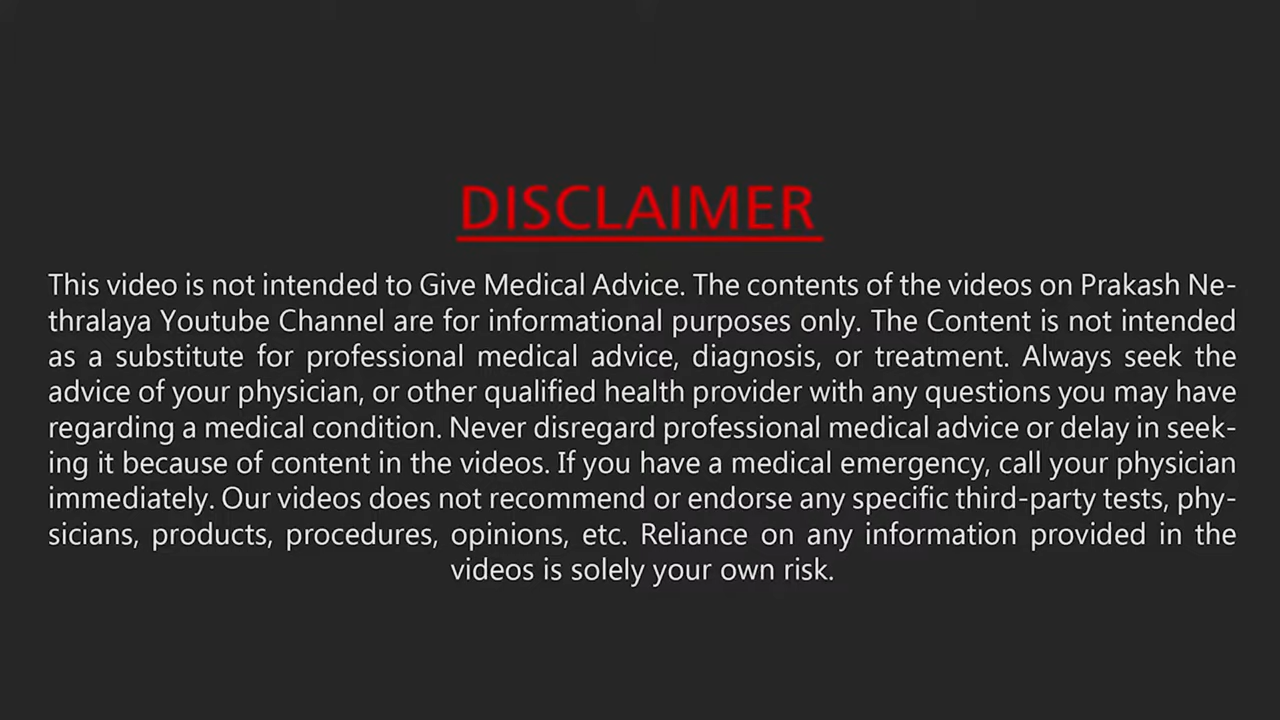 DISCLAIMER
This video is not intended to Give Medical Advice. The contents of the videos on Prakash Ne-
thralaya Youtube Channel are for informational purposes only. The Content is not intended
as a substitute for professional medical advice, diagnosis, or treatment. Always seek the
advice of your physician, or other qualified health provider with any questions you may have
regarding a medical condition. Never disregard professional medical advice or delay in seek-
ing it because of content in the videos. If you have a medical emergency, call your physician
immediately. Our videos does not recommend or endorse any specific third-party tests, phy-
sicians, products, procedures, opinions, etc. Reliance on any information provided in the
videos is solely your own risk.